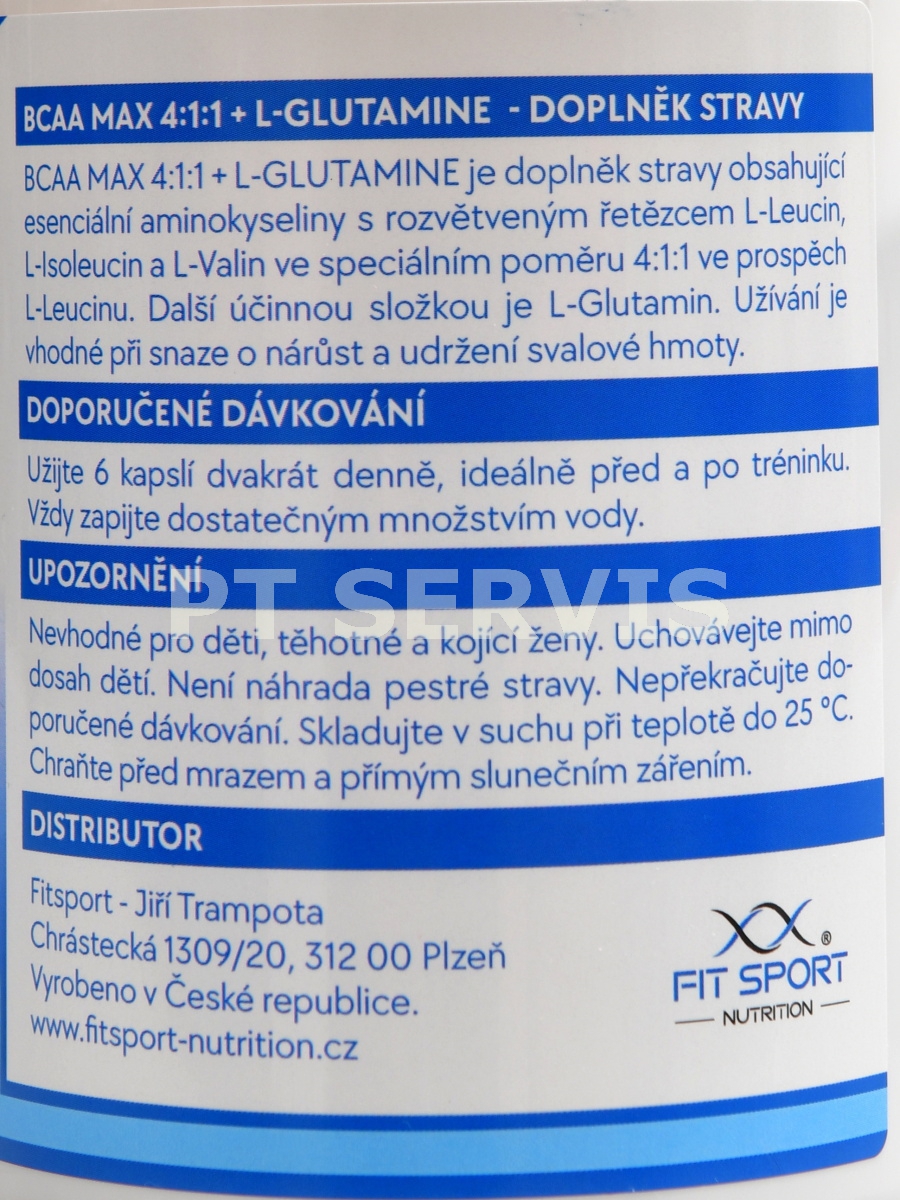 BCAA MAX 4:1:1 + L-GLUTAMINE - DOPLNĚK STRAVY
BCAA MAX 4:1:1 + L-GLUTAMINE je doplněk stravy obsahující
esenciální aminokyseliny s rozvětveným řetězcem L-Leucin,
L-Isoleucin a L-Valin ve speciálním poměru 4:1:1 ve prospěch
L-Leucinu. Další účinnou složkou je L-Glutamin. Užívání je
vhodné při snaze o nárůst a udržení svalové hmoty.
DOPORUČENÉ DÁVKOVÁNÍ
Užijte 6 kapslí dvakrát denně, ideálně před a po tréninku.
Vždy zapijte dostatečným množstvím vody.
UPOZORNĚNÍ
PT SERVIS
Nevhodné pro děti, těhotné a kojící ženy. Uchovávejte mimo
dosah dětí. Není náhrada pestré stravy. Nepřekračujte do-
poručené dávkování. Skladujte v suchu při teplotě do 25 °C.
Chraňte před mrazem a přímým slunečním zářením.
DISTRIBUTOR
Fitsport - Jiří Trampota
Chrástecká 1309/20, 312 00 Plzeň
Vyrobeno v České republice.
www.fitsport-nutrition.cz
®
FIT SPORT
NUTRITION